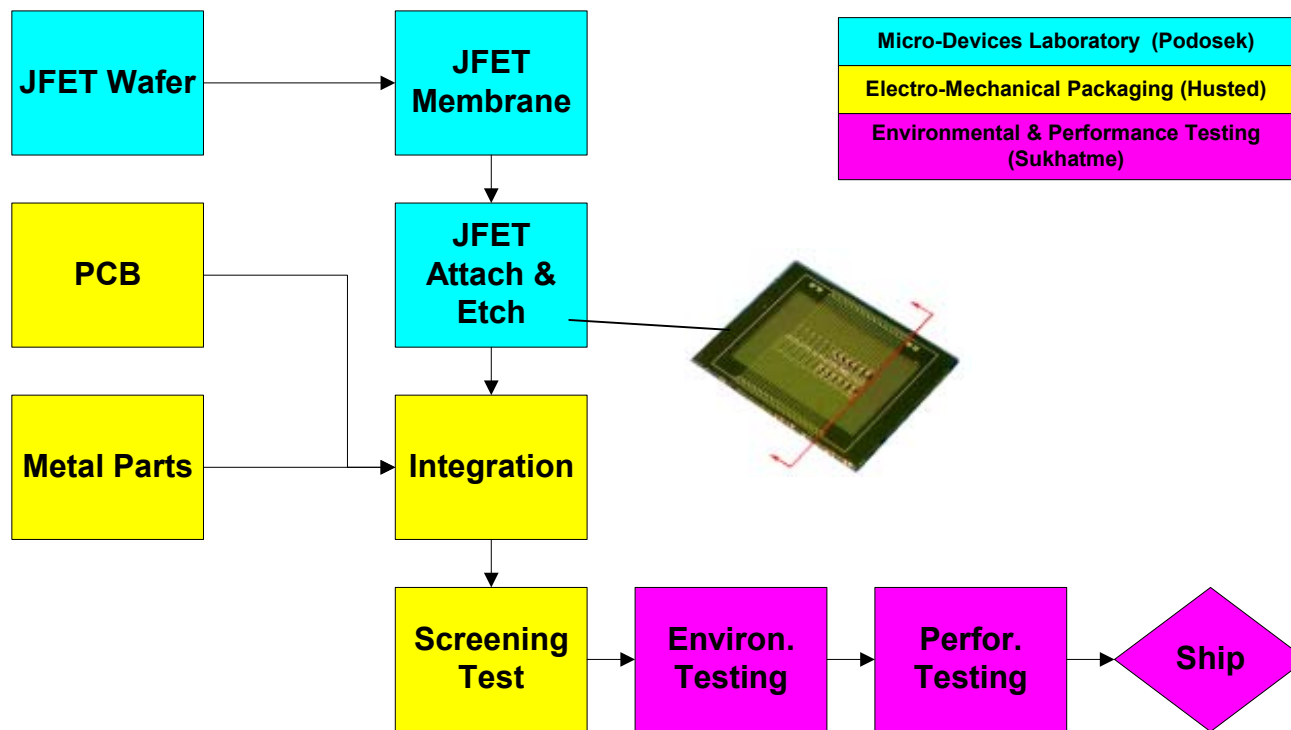 JFET Wafer
JFET
Membrane
Micro-Devices Laboratory (Podosek)
Electro-Mechanical Packaging (Husted)
Environmental & Performance Testing
(Sukhatme)
PCB
JFET
Attach &
Etch
Metal Parts
Integration
Screening
Test
Environ.
Testing
Perfor.
Testing
Ship